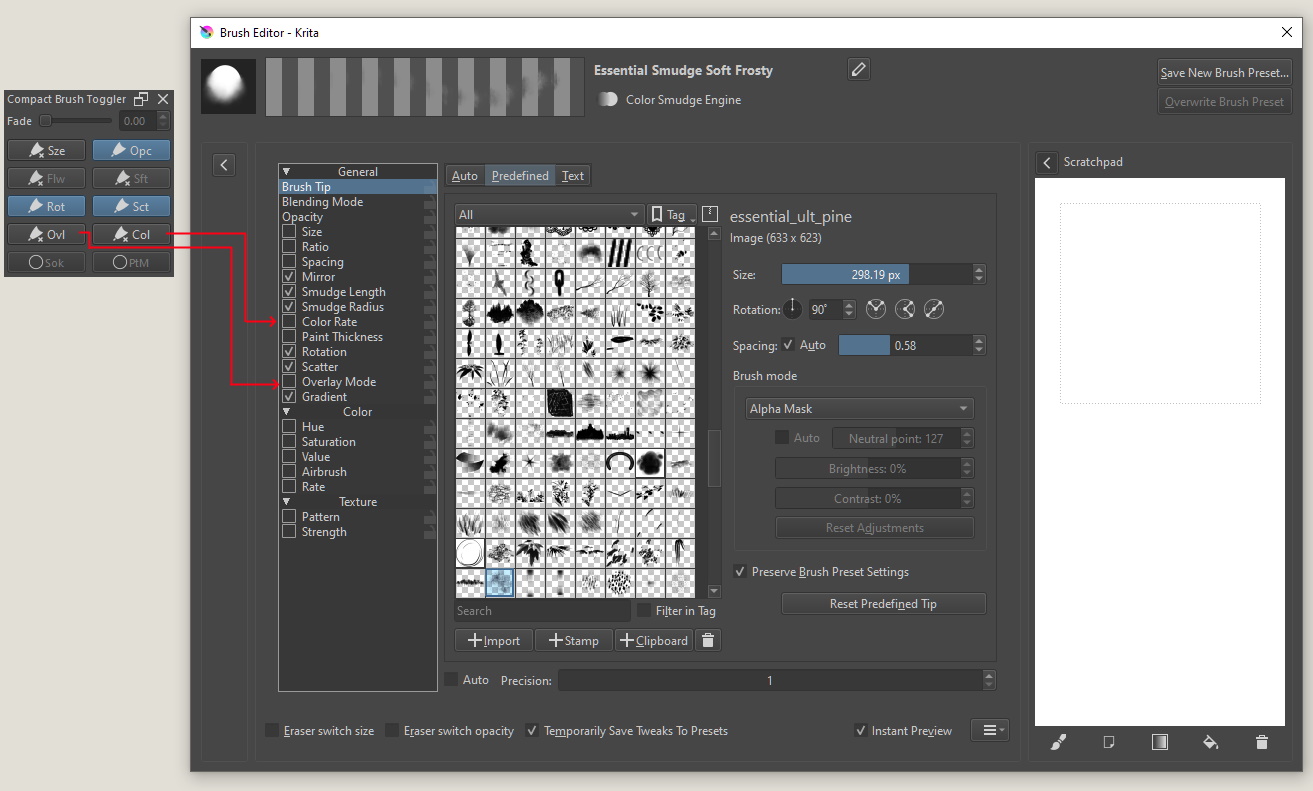 Brush Editor - Krita
Essential Smudge Soft Frosty
Color Smudge Engine
Save New Brush Preset...
Overwrite Brush Preset
Compact Brush Toggler
Fade 0.00
Sze Opc
Flw Sft
Rot Sct
Ovl Col
Sok PtM
General
Brush Tip
Blending Mode
Opacity
Size
Ratio
Spacing
Mirror
Smudge Length
Smudge Radius
Color Rate
Paint Thickness
Rotation
Scatter
Overlay Mode
Gradient
Color
Hue
Saturation
Value
Airbrush
Rate
Texture
Pattern
Strength
Auto Predefined Text
All Tag
Search Filter in Tag
Import Stamp Clipboard
essential_ult_pine
Image (633 x 623)
Size: 298.19 px
Rotation: 90°
Spacing: Auto 0.58
Brush mode
Alpha Mask
Auto Neutral point: 127
Brightness: 0%
Contrast: 0%
Reset Adjustments
Preserve Brush Preset Settings
Reset Predefined Tip
Auto Precision: 1
Eraser switch size Eraser switch opacity Temporarily Save Tweaks To Presets Instant Preview
Scratchpad